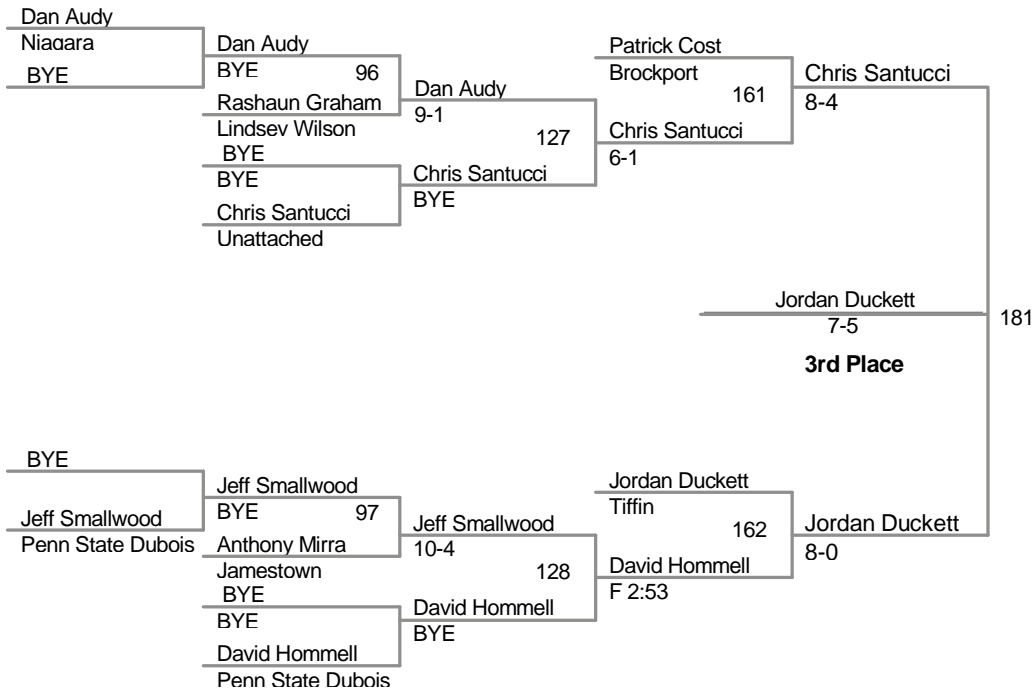 Dan Audy
Niagara
BYE
Dan Audy
BYE 96
Rashaun Graham
Lindsey Wilson
BYE
BYE
Chris Santucci
Unattached
Dan Audy
9-1
127
Chris Santucci
BYE
Patrick Cost
Brockport
161
Chris Santucci
6-1
Chris Santucci
8-4
Jordan Duckett
7-5
181
3rd Place
BYE
Jeff Smallwood
Penn State Dubois
Jeff Smallwood
BYE 97
Anthony Mirra
Jamestown
BYE
BYE
David Hommell
Penn State Dubois
Jeff Smallwood
10-4
128
David Hommell
BYE
Jordan Duckett
Tiffin
162
David Hommell
F 2:53
Jordan Duckett
8-0